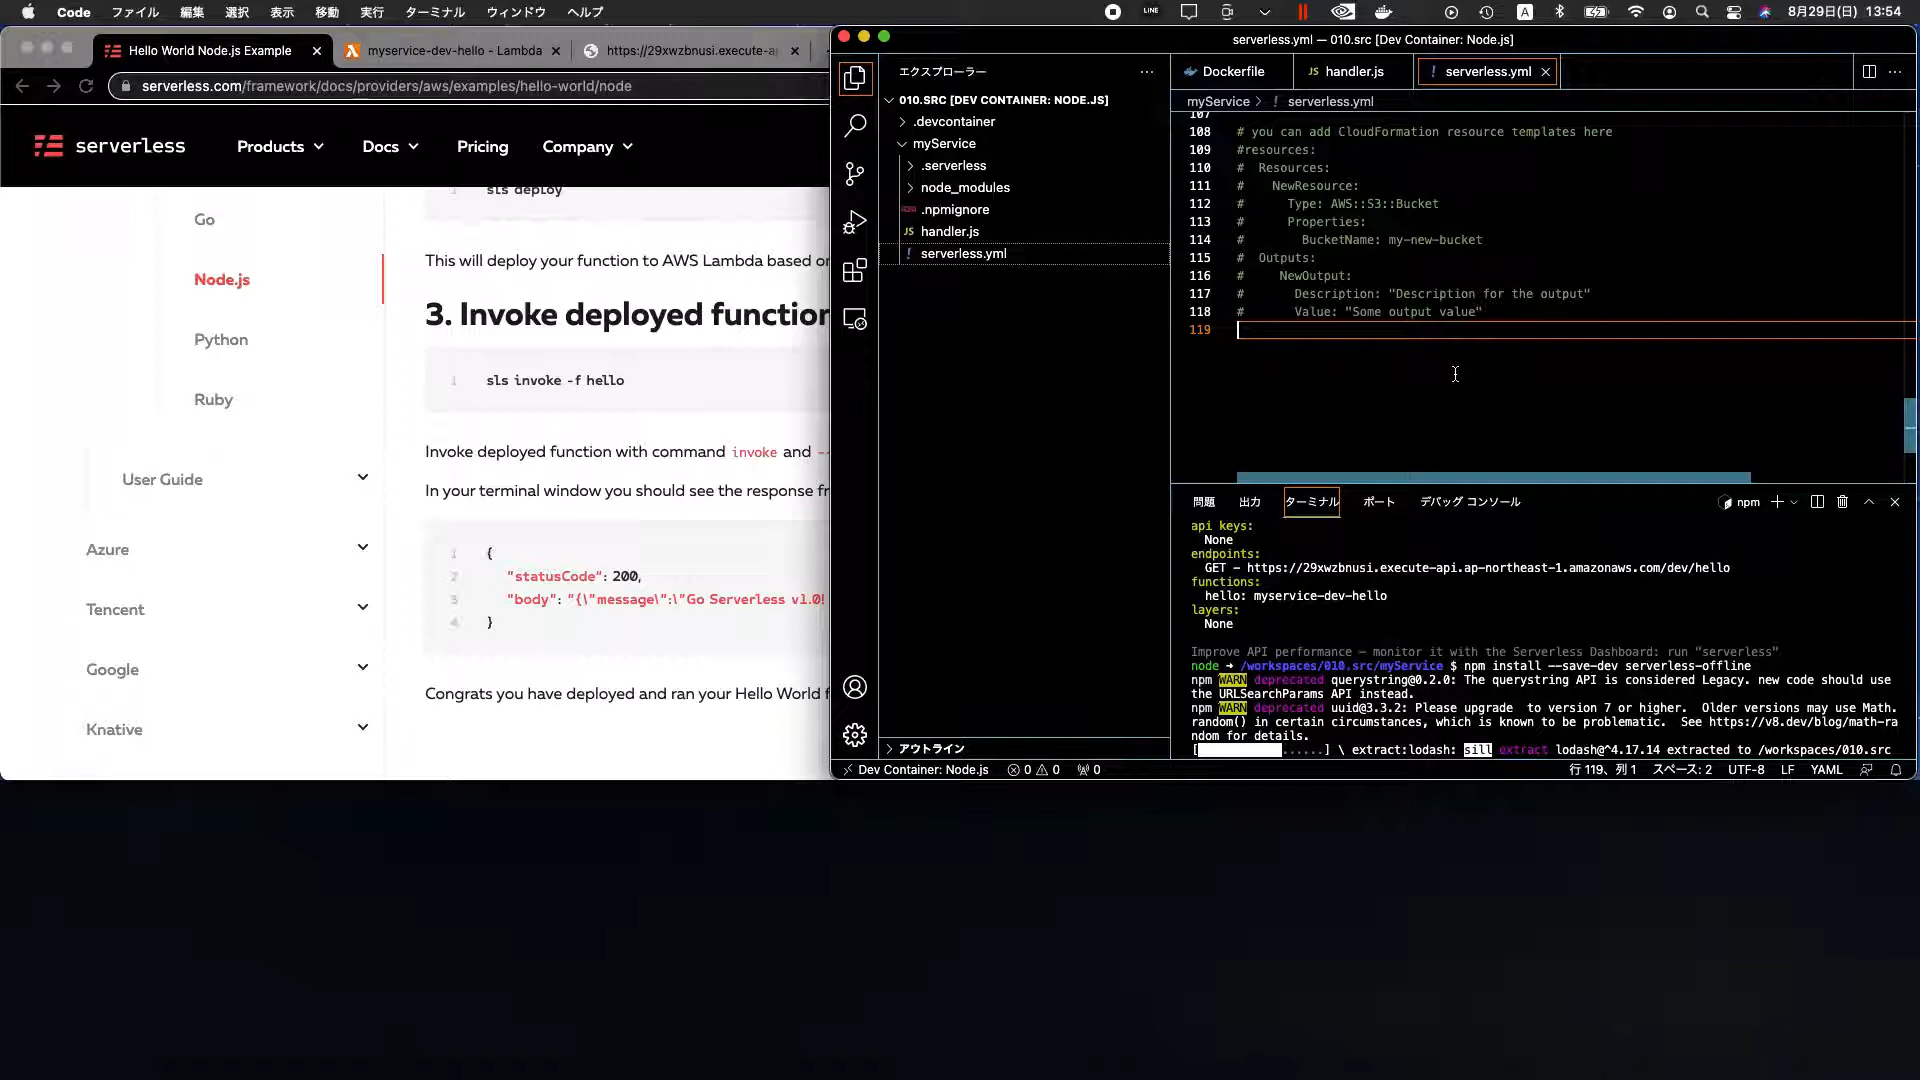 Code ファイル 編集 選択 表示 移動 実行 ターミナル ウィンドウ ヘルプ
LINE A 8月29日(日) 13:54
Hello World Node.js Example
myservice-dev-hello - Lambda
https://29xwzbnusi.execute-a
serverless.com/framework/docs/providers/aws/examples/hello-world/node
serverless
Products Docs Pricing Company
Go
Node.js
Python
Ruby
User Guide
Azure
Tencent
Google
Knative
1 sls deploy
This will deploy your function to AWS Lambda based o
3. Invoke deployed function
1 sls invoke -f hello
Invoke deployed function with command invoke and --
In your terminal window you should see the response fr
1 {
2 "statusCode": 200,
3 "body": "{\"message\":\"Go Serverless v1.0!
4 }
Congrats you have deployed and ran your Hello World f
serverless.yml — 010.src [Dev Container: Node.js]
エクスプローラー
010.SRC [DEV CONTAINER: NODE.JS]
.devcontainer
myService
.serverless
node_modules
.npmignore
JS handler.js
! serverless.yml
アウトライン
Dockerfile
JS handler.js
! serverless.yml
myService > ! serverless.yml
107
108 # you can add CloudFormation resource templates here
109 #resources:
110 # Resources:
111 # NewResource:
112 # Type: AWS::S3::Bucket
113 # Properties:
114 # BucketName: my-new-bucket
115 # Outputs:
116 # NewOutput:
117 # Description: "Description for the output"
118 # Value: "Some output value"
119
問題 出力 ターミナル ポート デバッグ コンソール
npm
api keys:
None
endpoints:
GET - https://29xwzbnusi.execute-api.ap-northeast-1.amazonaws.com/dev/hello
functions:
hello: myservice-dev-hello
layers:
None
Improve API performance – monitor it with the Serverless Dashboard: run "serverless"
node ➜ /workspaces/010.src/myService $ npm install --save-dev serverless-offline
npm WARN deprecated querystring@0.2.0: The querystring API is considered Legacy. new code should use
the URLSearchParams API instead.
npm WARN deprecated uuid@3.3.2: Please upgrade  to version 7 or higher.  Older versions may use Math.
random() in certain circumstances, which is known to be problematic.  See https://v8.dev/blog/math-ra
ndom for details.
[ ......] \ extract:lodash: sill extract lodash@^4.17.14 extracted to /workspaces/010.src
Dev Container: Node.js 0 0 0
行 119、列 1 スペース: 2 UTF-8 LF YAML